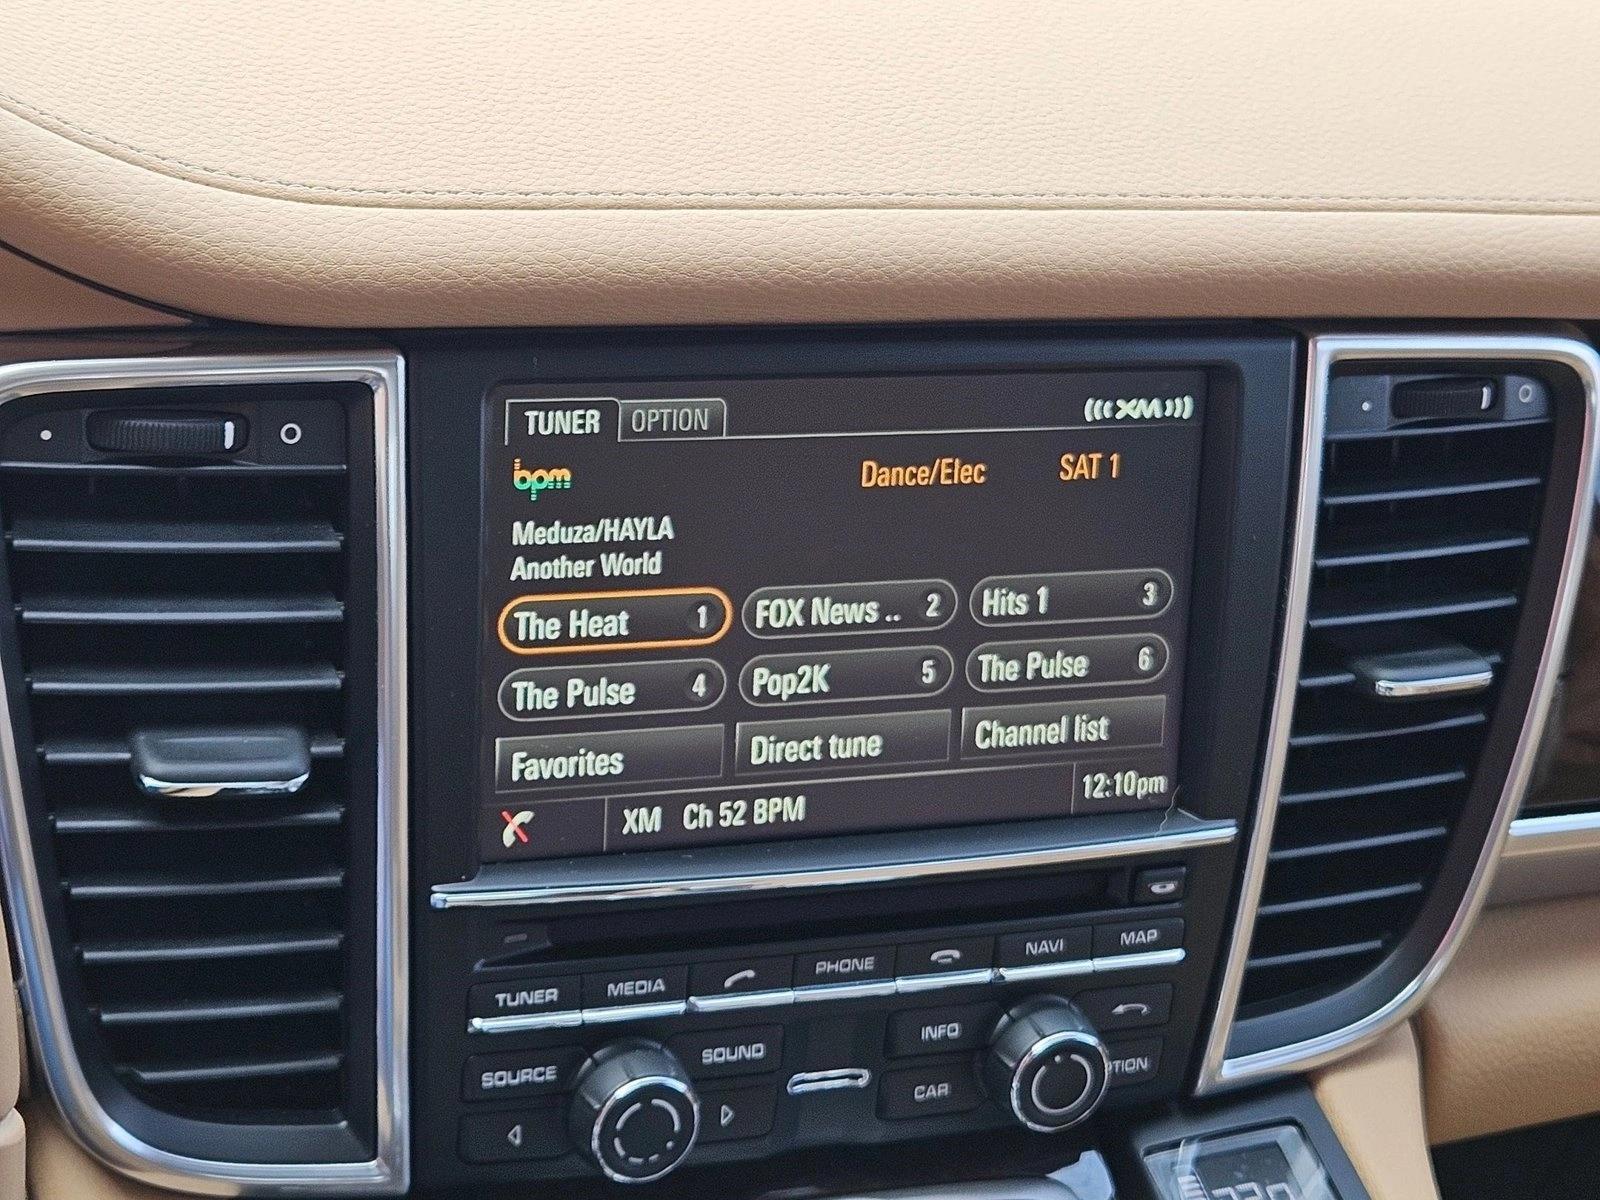 TUNER OPTION XM
bpm Dance/Elec SAT 1
Meduza/HAYLA
Another World
The Heat 1 FOX News .. 2 Hits 1 3
The Pulse 4 Pop2K 5 The Pulse 6
Favorites Direct tune Channel list
XM Ch 52 BPM 12:10pm
TUNER MEDIA PHONE NAVI MAP
SOURCE SOUND INFO
CAR PTION